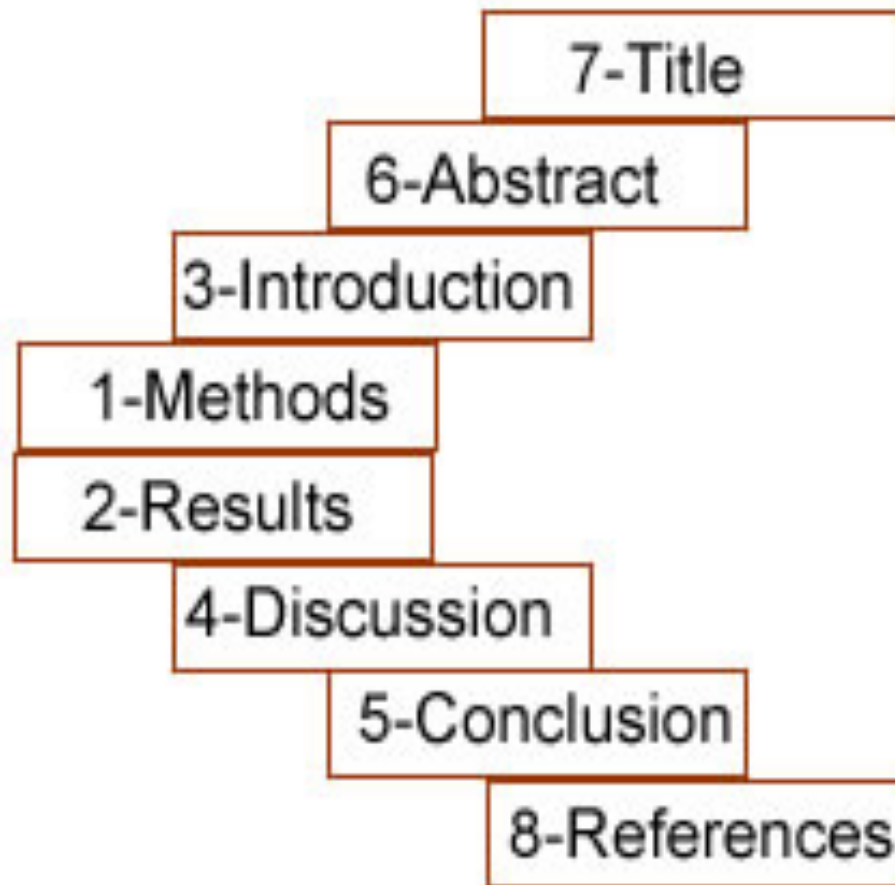 7-Title
6-Abstract
3-Introduction
1-Methods
2-Results
4-Discussion
5-Conclusion
8-References